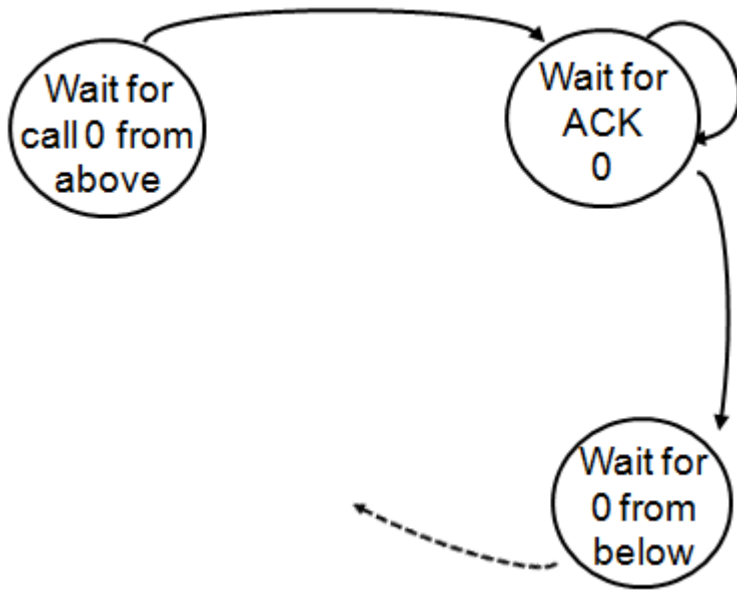 Wait for
call 0 from
above
Wait for
ACK
0
Wait for
0 from
below